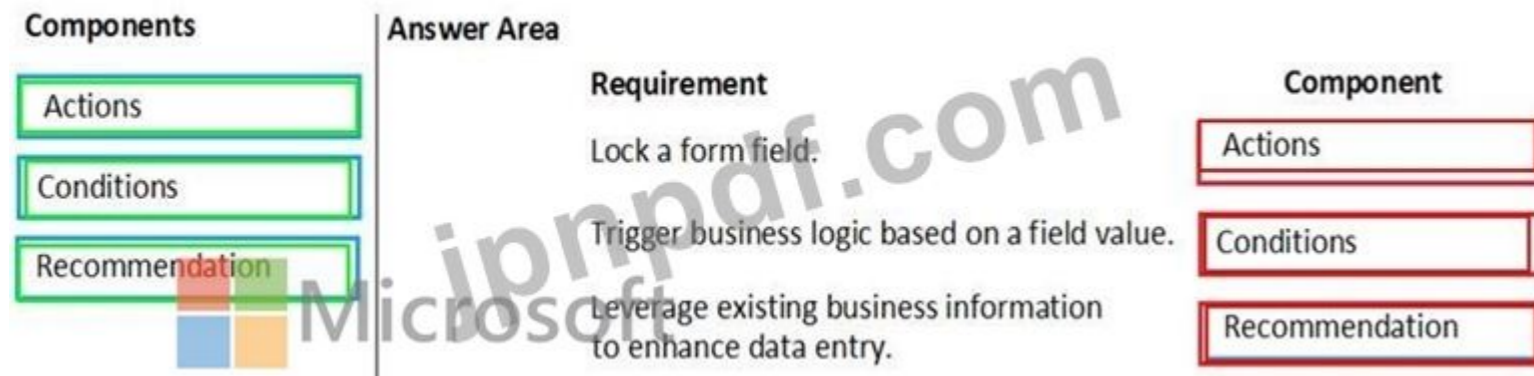 Components
Answer Area
Actions
Conditions
Recommendation
Requirement
Component
Lock a form field.
Actions
Trigger business logic based on a field value.
Conditions
Leverage existing business information
to enhance data entry.
Recommendation
Microsoft
jpnpdf.com